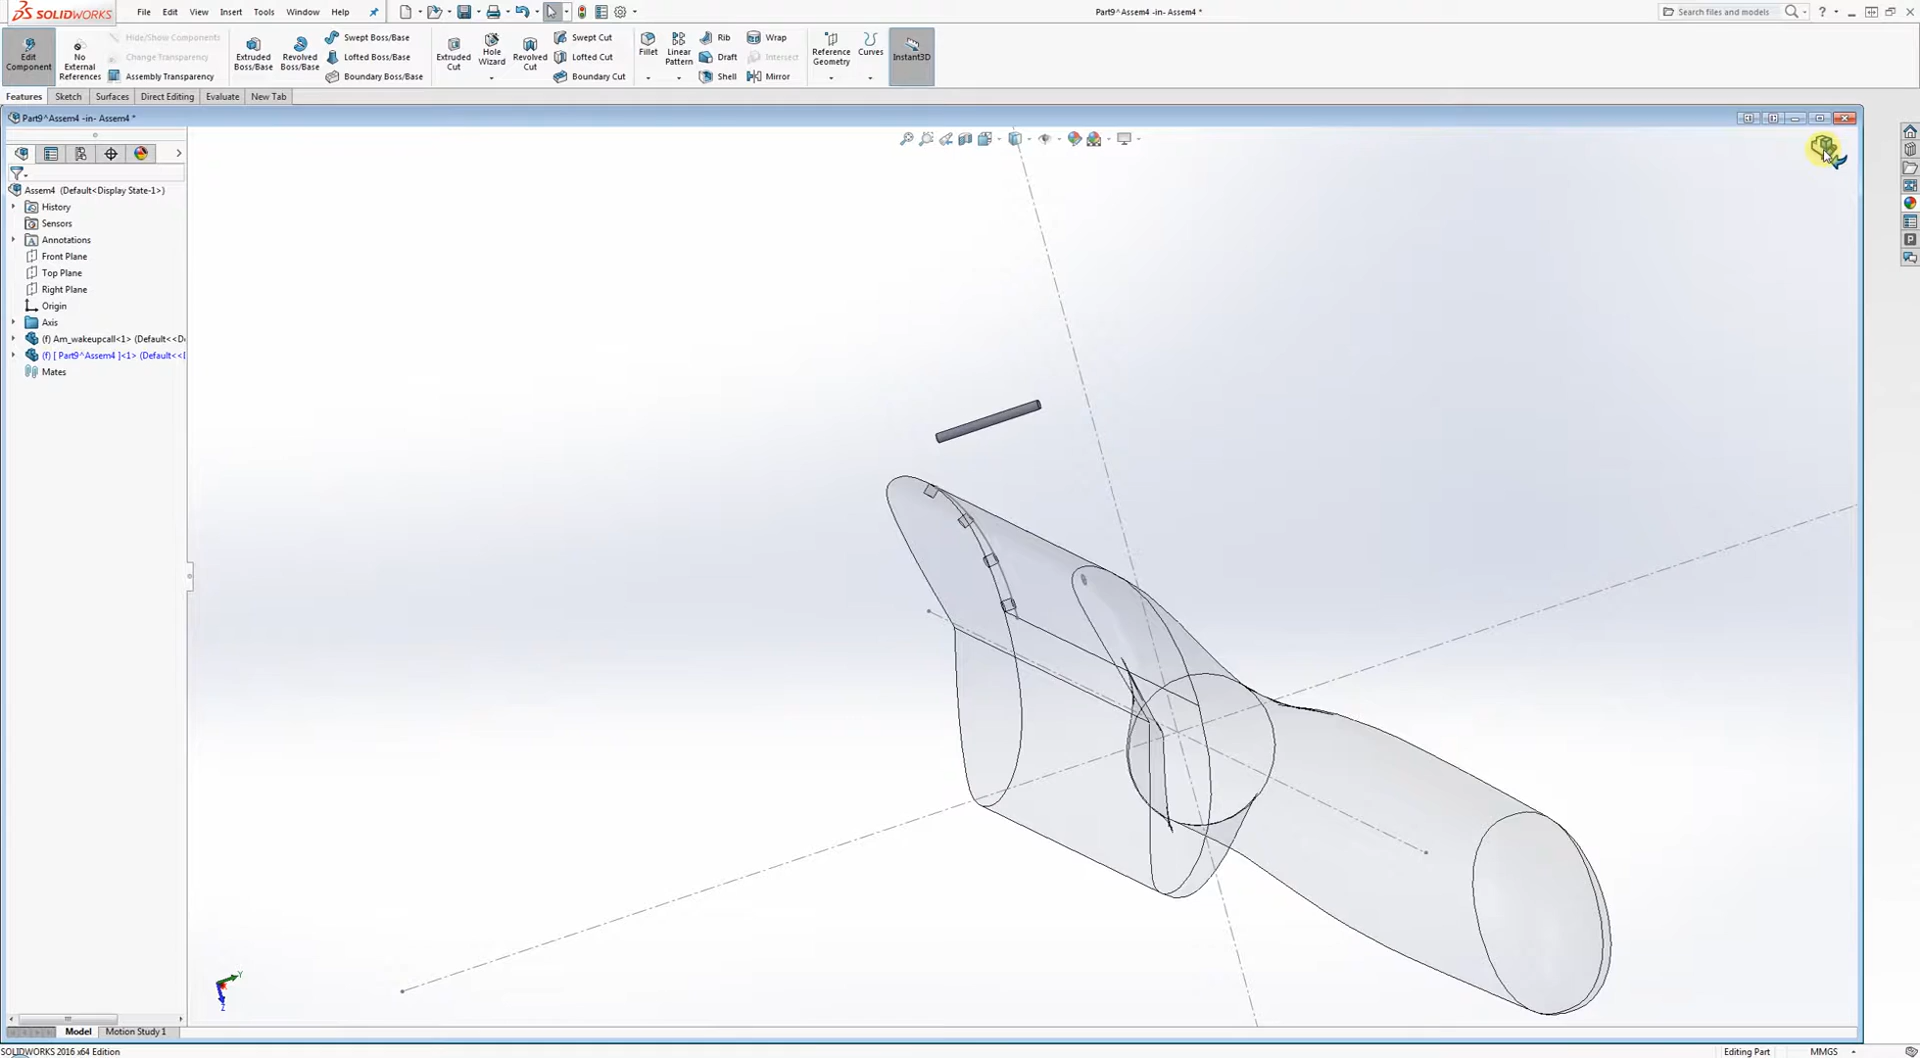 SOLIDWORKS File Edit View Insert Tools Window Help Part9^Assem4 -in- Assem4 * Search files and models
Edit Component
No External References
Hide/Show Components
Change Transparency
Assembly Transparency
Extruded Boss/Base
Revolved Boss/Base
Swept Boss/Base
Lofted Boss/Base
Boundary Boss/Base
Extruded Cut
Hole Wizard
Revolved Cut
Swept Cut
Lofted Cut
Boundary Cut
Fillet
Linear Pattern
Rib
Draft
Shell
Wrap
Intersect
Mirror
Reference Geometry
Curves
Instant3D
Features Sketch Surfaces Direct Editing Evaluate New Tab
Part9^Assem4 -in- Assem4 *
Assem4 (Default<Display State-1>)
History
Sensors
Annotations
Front Plane
Top Plane
Right Plane
Origin
Axis
(f) Am_wakeupcall<1> (Default<<D
(f) [ Part9^Assem4 ]<1> (Default<<D
Mates
Y
Z
Model Motion Study 1
SOLIDWORKS 2016 x64 Edition Editing Part MMGS